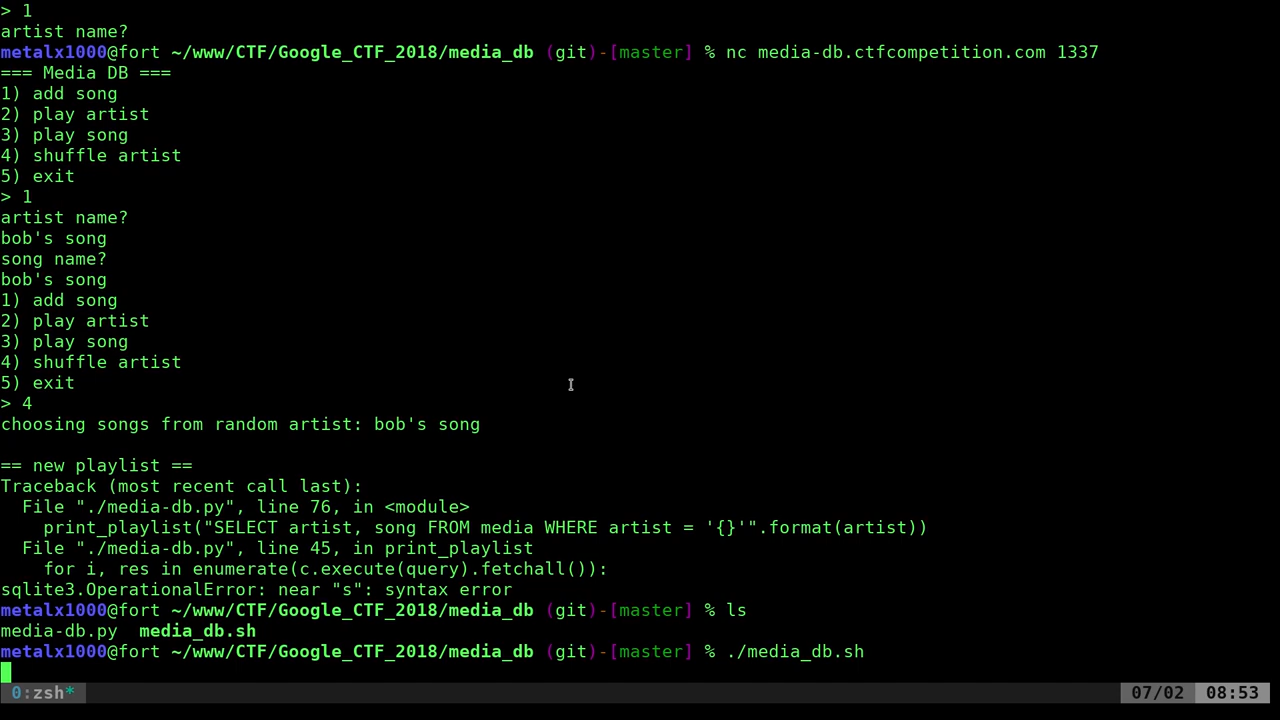 > 1
artist name?
metalx1000@fort ~/www/CTF/Google_CTF_2018/media_db (git)-[master] % nc media-db.ctfcompetition.com 1337
=== Media DB ===
1) add song
2) play artist
3) play song
4) shuffle artist
5) exit
> 1
artist name?
bob's song
song name?
bob's song
1) add song
2) play artist
3) play song
4) shuffle artist
5) exit
> 4
choosing songs from random artist: bob's song
== new playlist ==
Traceback (most recent call last):
  File "./media-db.py", line 76, in <module>
    print_playlist("SELECT artist, song FROM media WHERE artist = '{}'".format(artist))
  File "./media-db.py", line 45, in print_playlist
    for i, res in enumerate(c.execute(query).fetchall()):
sqlite3.OperationalError: near "s": syntax error
metalx1000@fort ~/www/CTF/Google_CTF_2018/media_db (git)-[master] % ls
media-db.py  media_db.sh
metalx1000@fort ~/www/CTF/Google_CTF_2018/media_db (git)-[master] % ./media_db.sh
0:zsh* 07/02 08:53